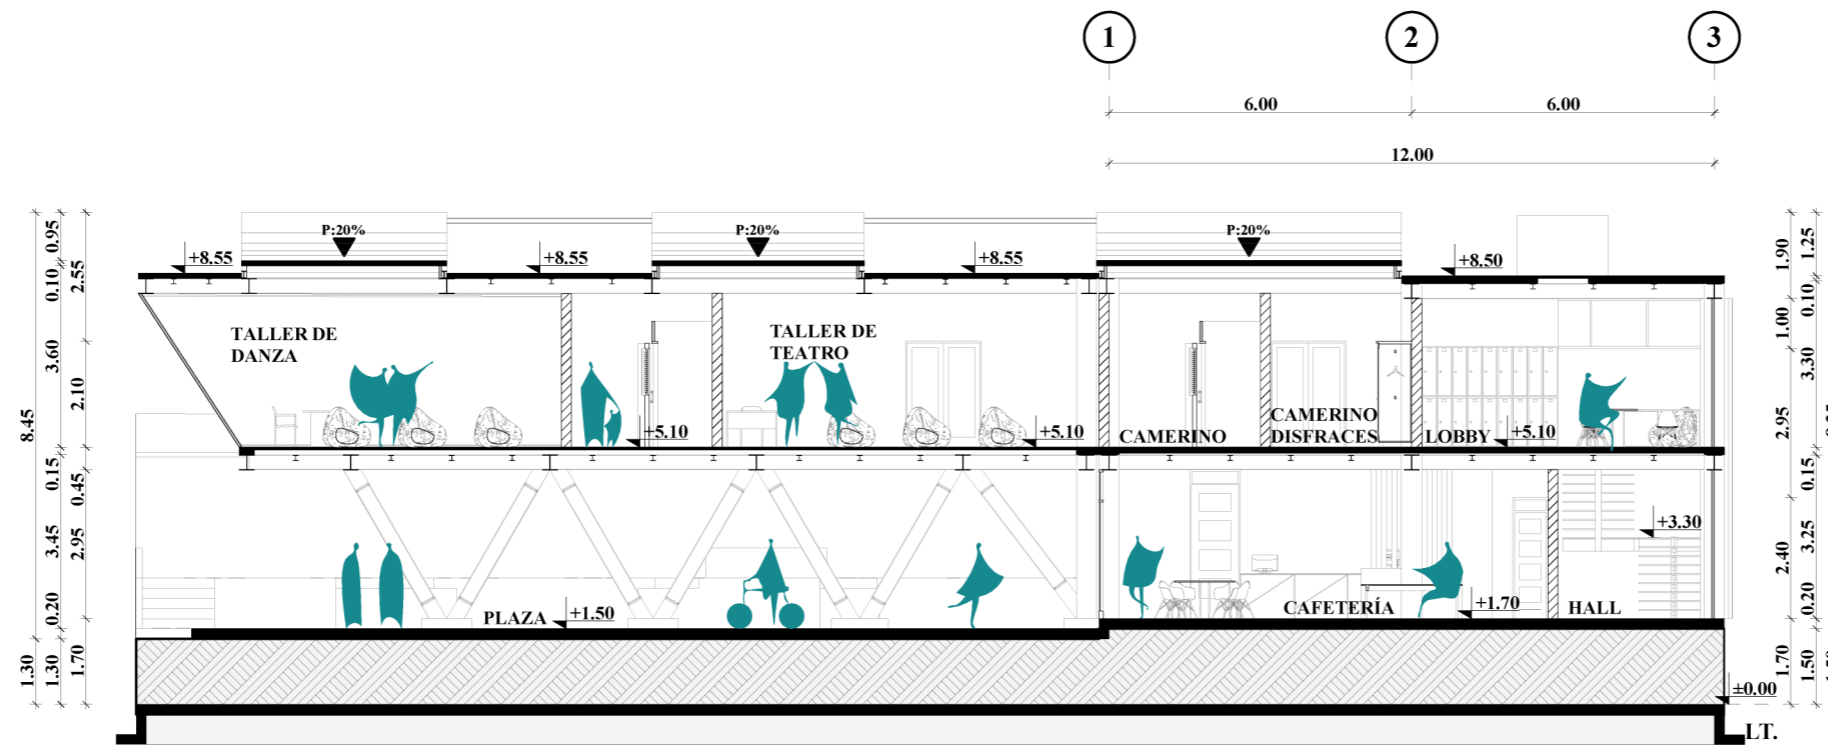 1 2 3
6.00 6.00
12.00
P:20% P:20% P:20%
+8.55 +8.55 +8.55 +8.50
TALLER DE
DANZA
TALLER DE
TEATRO
+5.10 +5.10
CAMERINO
CAMERINO
DISFRACES
LOBBY +5.10
+3.30
PLAZA +1.50
CAFETERÍA +1.70 HALL
±0.00
LT.
8.45 1.30
0.95 0.10 3.60 0.15 3.45 0.20 1.30
2.55 2.10 0.45 2.95 1.70
1.90 1.00 2.95 2.40 1.70
1.25 0.10 3.30 0.15 3.25 0.20 1.50